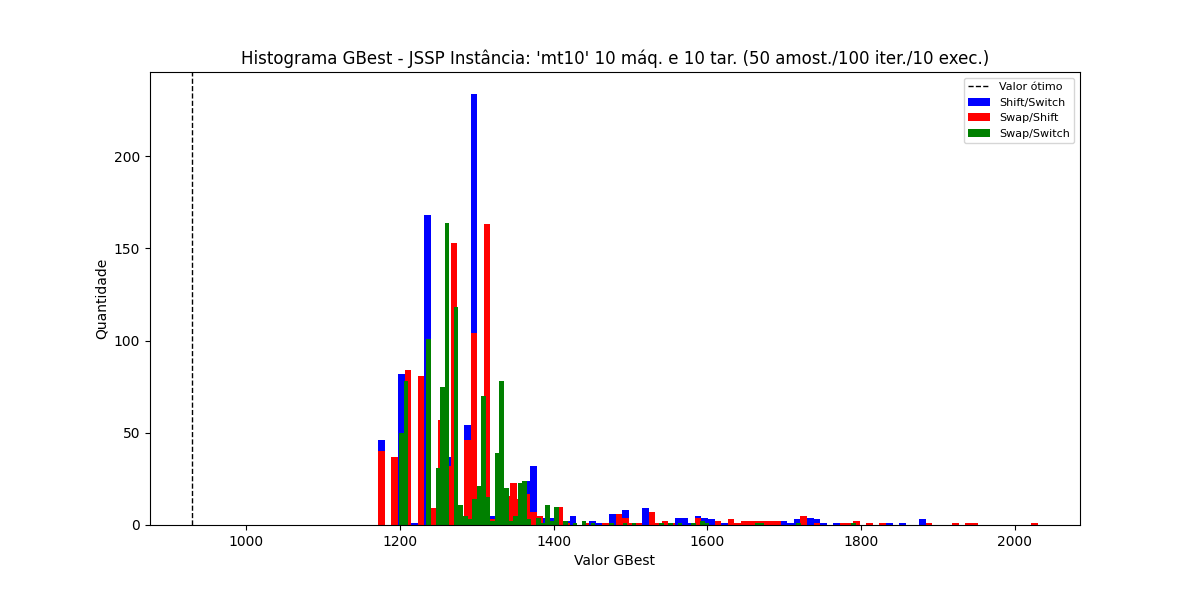 Histograma GBest - JSSP Instância: 'mt10' 10 máq. e 10 tar. (50 amost./100 iter./10 exec.)
Valor ótimo
Shift/Switch
Swap/Shift
Swap/Switch
Quantidade
200
150
100
50
0
1000 1200 1400 1600 1800 2000
Valor GBest